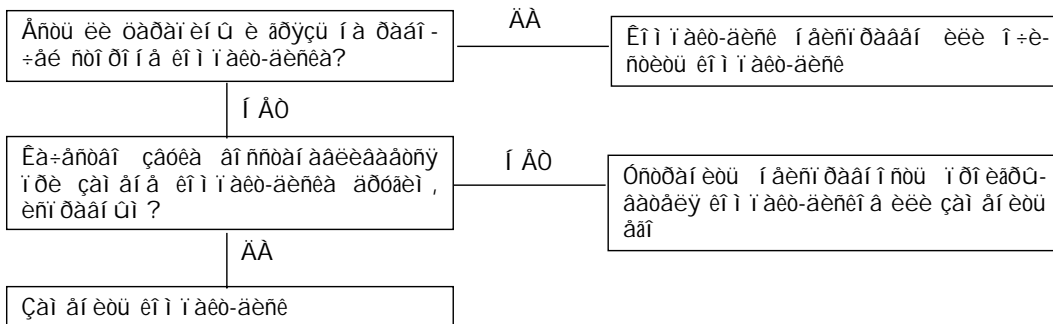 Åñòü ëè öàðàïèíû è ãðÿçü íà ðàáî-
÷åé ñòîðîíå êîìïàêò-äèñêà?
ÄÀ
Êîìïàêò-äèñê íåèñïðàâåí èëè î÷è-
ñòèòü êîìïàêò-äèñê
ÍÅÒ
Êà÷åñòâî çâóêà âîññòàíàâëèâàåòñÿ
ïðè çàìåíå êîìïàêò-äèñêà äðóãèì,
èñïðàâíûì?
ÍÅÒ
Óñòðàíèòü íåèñïðàâíîñòü ïðîèãðû-
âàòåëÿ êîìïàêò-äèñêîâ èëè çàìåíèòü
åãî
ÄÀ
Çàìåíèòü êîìïàêò-äèñê